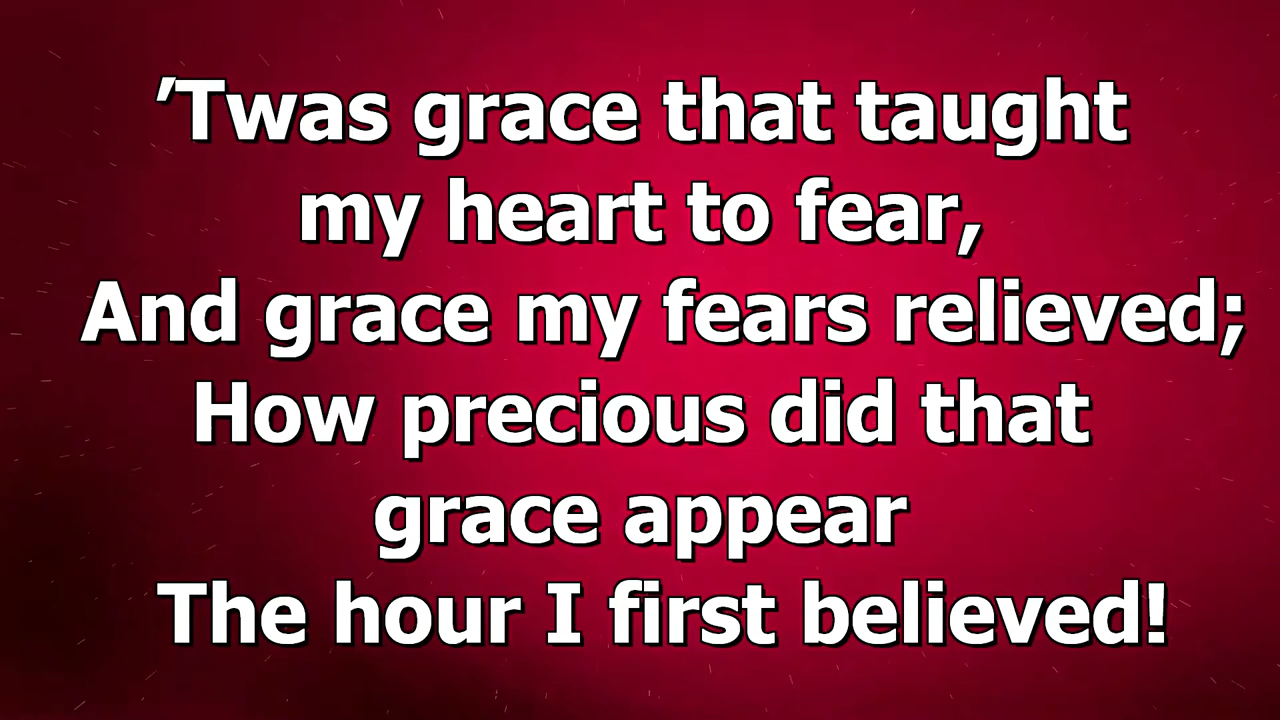 ’Twas grace that taught
my heart to fear,
And grace my fears relieved;
How precious did that
grace appear
The hour I first believed!